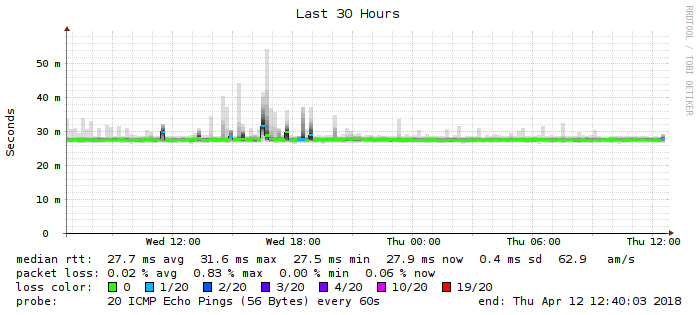 Last 30 Hours
RRDTOOL / TOBI OETIKER
Seconds
50 m
40 m
30 m
20 m
10 m
0
Wed 12:00 Wed 18:00 Thu 00:00 Thu 06:00 Thu 12:00
median rtt: 27.7 ms avg 31.6 ms max 27.5 ms min 27.9 ms now 0.4 ms sd 62.9 am/s
packet loss: 0.02 % avg 0.83 % max 0.00 % min 0.06 % now
loss color: 0 1/20 2/20 3/20 4/20 10/20 19/20
probe: 20 ICMP Echo Pings (56 Bytes) every 60s end: Thu Apr 12 12:40:03 2018